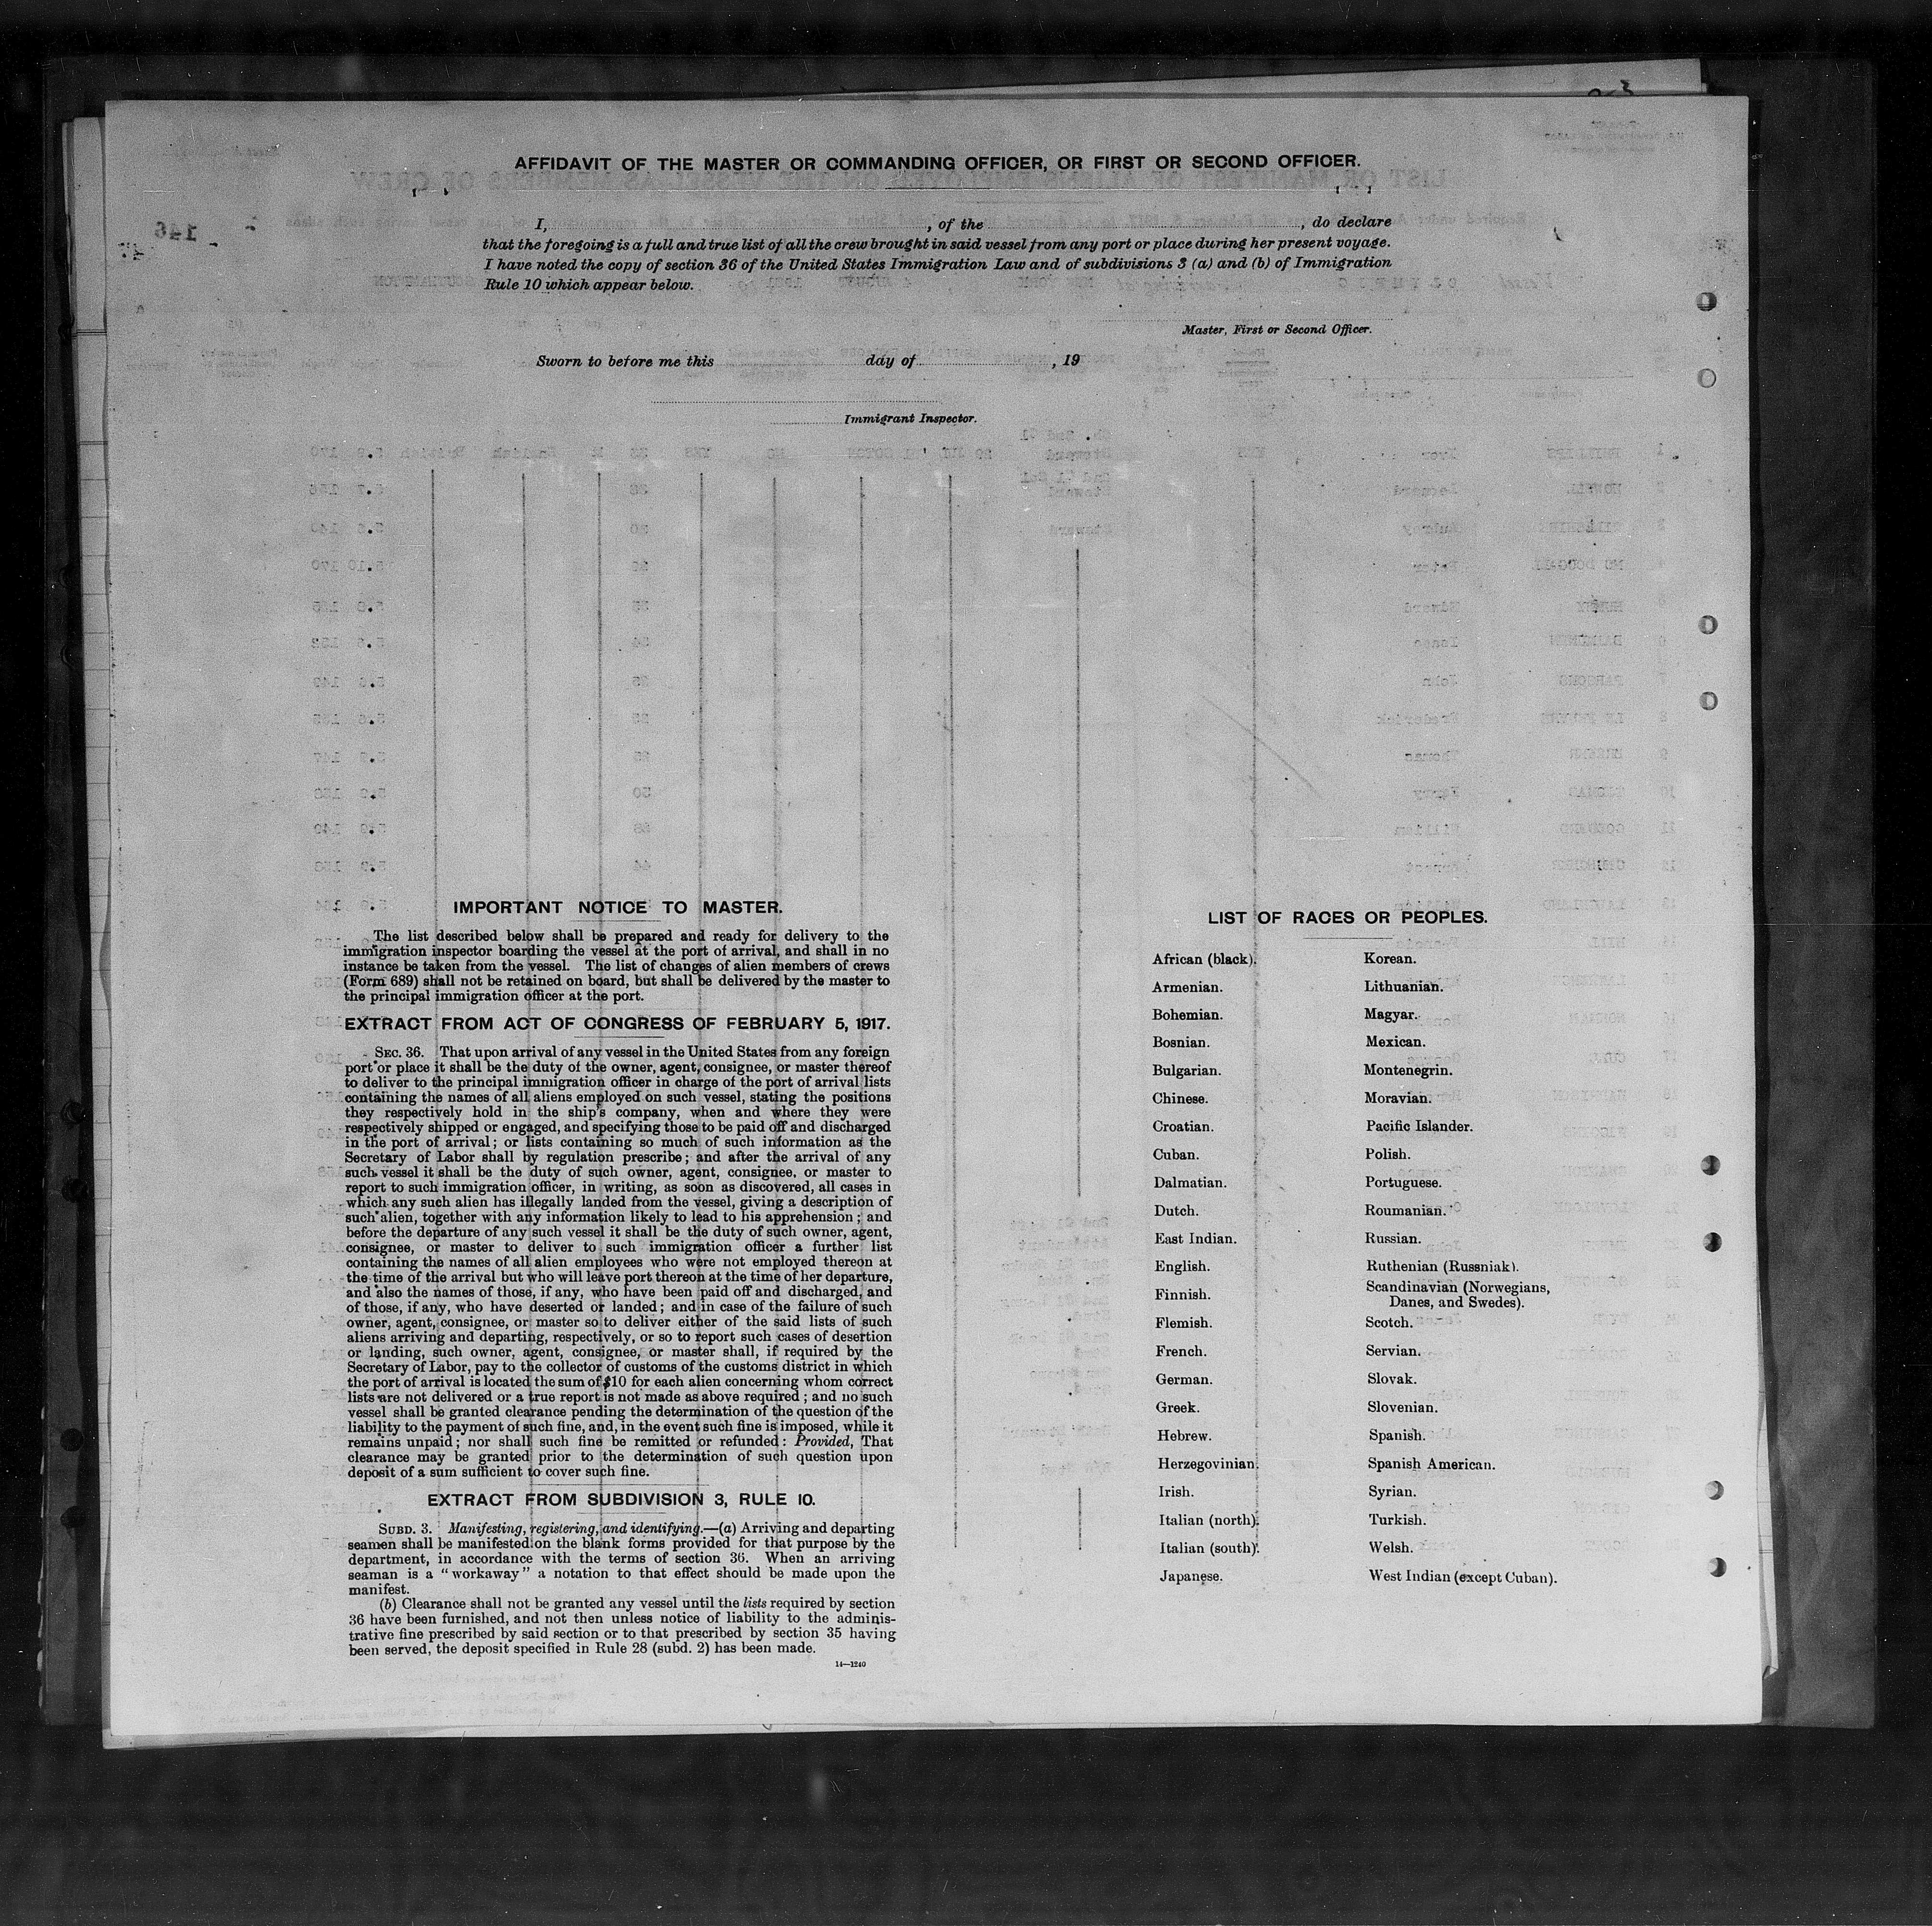 AFFIDAVIT OF THE MASTER OR COMMANDING OFFICER, OR FIRST OR SECOND OFFICER.
I, , of the , do declare
that the foregoing is a full and true list of all the crew brought in said vessel from any port or place during her present voyage.
I have noted the copy of section 36 of the United States Immigration Law and of subdivisions 3 (a) and (b) of Immigration
Rule 10 which appear below.
Master, First or Second Officer.
Sworn to before me this day of , 19
Immigrant Inspector.
IMPORTANT NOTICE TO MASTER.
The list described below shall be prepared and ready for delivery to the
immigration inspector boarding the vessel at the port of arrival, and shall in no
instance be taken from the vessel. The list of changes of alien members of crews
(Form 689) shall not be retained on board, but shall be delivered by the master to
the principal immigration officer at the port.
EXTRACT FROM ACT OF CONGRESS OF FEBRUARY 5, 1917.
SEC. 36. That upon arrival of any vessel in the United States from any foreign
port or place it shall be the duty of the owner, agent, consignee, or master thereof
to deliver to the principal immigration officer in charge of the port of arrival lists
containing the names of all aliens employed on such vessel, stating the positions
they respectively hold in the ship's company, when and where they were
respectively shipped or engaged, and specifying those to be paid off and discharged
in the port of arrival; or lists containing so much of such information as the
Secretary of Labor shall by regulation prescribe; and after the arrival of any
such vessel it shall be the duty of such owner, agent, consignee, or master to
report to such immigration officer, in writing, as soon as discovered, all cases in
which any such alien has illegally landed from the vessel, giving a description of
such alien, together with any information likely to lead to his apprehension; and
before the departure of any such vessel it shall be the duty of such owner, agent,
consignee, or master to deliver to such immigration officer a further list
containing the names of all alien employees who were not employed thereon at
the time of the arrival but who will leave port thereon at the time of her departure,
and also the names of those, if any, who have been paid off and discharged, and
of those, if any, who have deserted or landed; and in case of the failure of such
owner, agent, consignee, or master so to deliver either of the said lists of such
aliens arriving and departing, respectively, or so to report such cases of desertion
or landing, such owner, agent, consignee, or master shall, if required by the
Secretary of Labor, pay to the collector of customs of the customs district in which
the port of arrival is located the sum of $10 for each alien concerning whom correct
lists are not delivered or a true report is not made as above required; and no such
vessel shall be granted clearance pending the determination of the question of the
liability to the payment of such fine, and, in the event such fine is imposed, while it
remains unpaid; nor shall such fine be remitted or refunded: Provided, That
clearance may be granted prior to the determination of such question upon
deposit of a sum sufficient to cover such fine.
EXTRACT FROM SUBDIVISION 3, RULE 10.
SUBD. 3. Manifesting, registering, and identifying.—(a) Arriving and departing
seamen shall be manifested on the blank forms provided for that purpose by the
department, in accordance with the terms of section 36. When an arriving
seaman is a "workaway" a notation to that effect should be made upon the
manifest.
(b) Clearance shall not be granted any vessel until the lists required by section
36 have been furnished, and not then unless notice of liability to the adminis-
trative fine prescribed by said section or to that prescribed by section 35 having
been served, the deposit specified in Rule 28 (subd. 2) has been made.
14—1240
LIST OF RACES OR PEOPLES.
African (black).
Armenian.
Bohemian.
Bosnian.
Bulgarian.
Chinese.
Croatian.
Cuban.
Dalmatian.
Dutch.
East Indian.
English.
Finnish.
Flemish.
French.
German.
Greek.
Hebrew.
Herzegovinian.
Irish.
Italian (north).
Italian (south).
Japanese.
Korean.
Lithuanian.
Magyar.
Mexican.
Montenegrin.
Moravian.
Pacific Islander.
Polish.
Portuguese.
Roumanian.
Russian.
Ruthenian (Russniak).
Scandinavian (Norwegians,
Danes, and Swedes).
Scotch.
Servian.
Slovak.
Slovenian.
Spanish.
Spanish American.
Syrian.
Turkish.
Welsh.
West Indian (except Cuban).